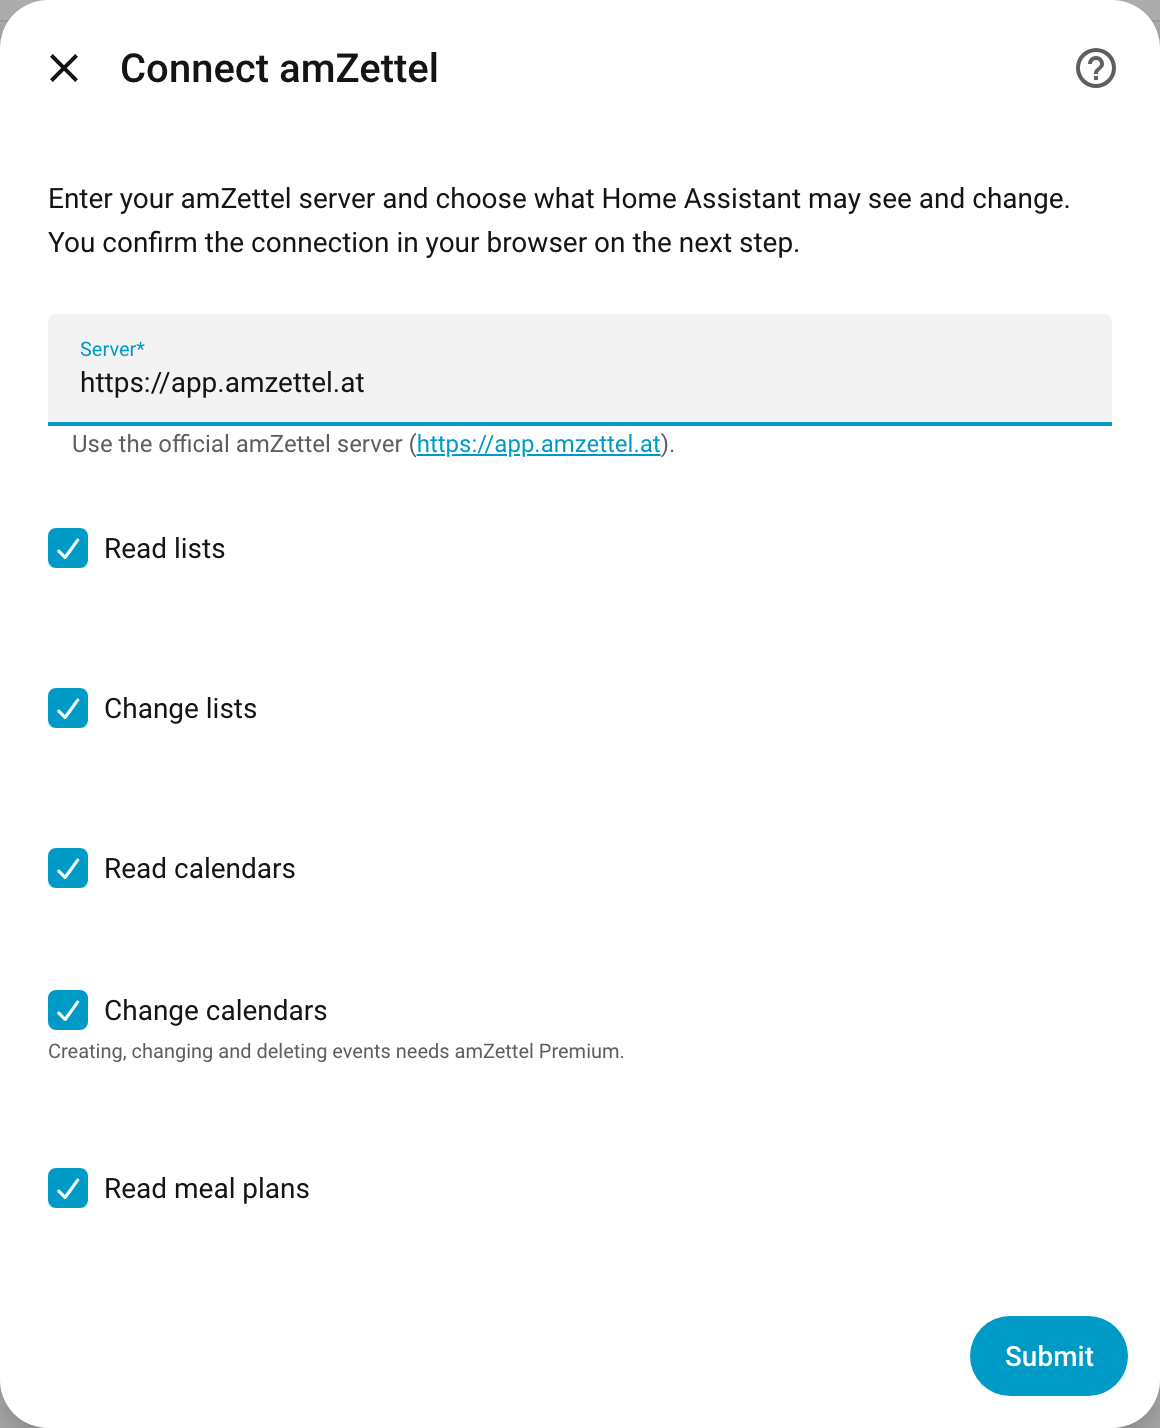 Connect amZettel
Enter your amZettel server and choose what Home Assistant may see and change.
You confirm the connection in your browser on the next step.
Server*
https://app.amzettel.at
Use the official amZettel server (https://app.amzettel.at).
Read lists
Change lists
Read calendars
Change calendars
Creating, changing and deleting events needs amZettel Premium.
Read meal plans
Submit